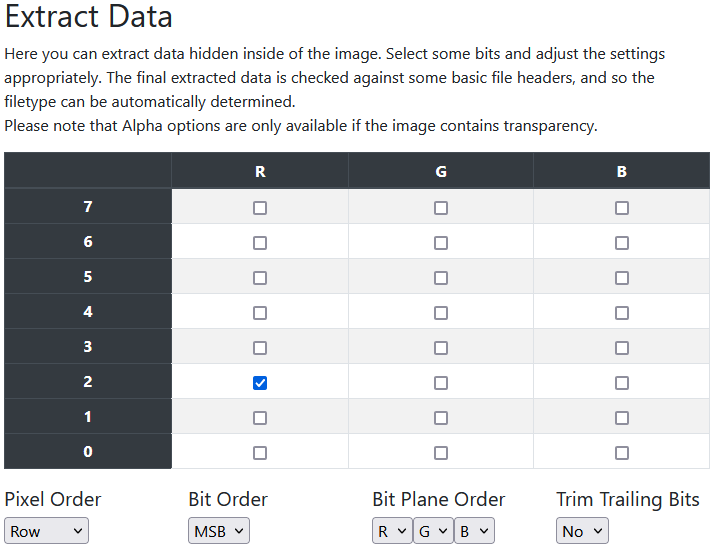 Extract Data
Here you can extract data hidden inside of the image. Select some bits and adjust the settings
appropriately. The final extracted data is checked against some basic file headers, and so the
filetype can be automatically determined.
Please note that Alpha options are only available if the image contains transparency.
R G B
7
6
5
4
3
2
1
0
Pixel Order Bit Order Bit Plane Order Trim Trailing Bits
Row MSB R G B No